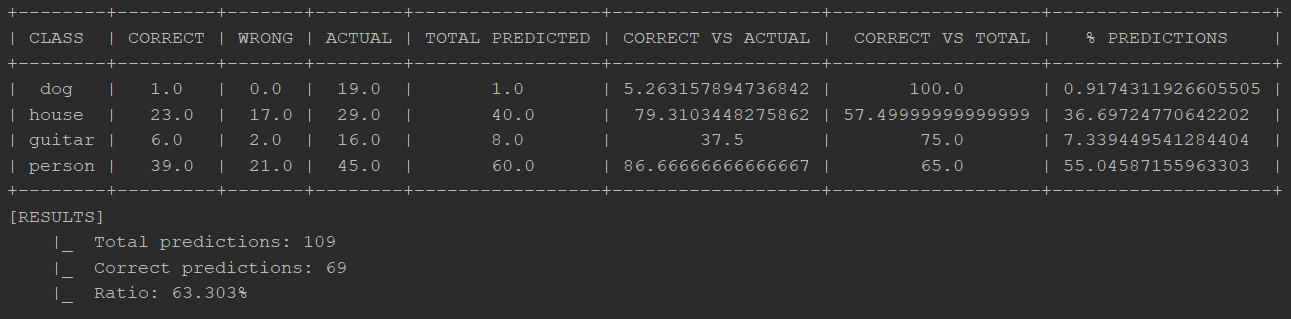 +--------+---------+-------+--------+-----------------+-------------------+-------------------+--------------------+
| CLASS | CORRECT | WRONG | ACTUAL | TOTAL PREDICTED | CORRECT VS ACTUAL | CORRECT VS TOTAL | % PREDICTIONS |
+--------+---------+-------+--------+-----------------+-------------------+-------------------+--------------------+
| dog | 1.0 | 0.0 | 19.0 | 1.0 | 5.263157894736842 | 100.0 | 0.9174311926605505 |
| house | 23.0 | 17.0 | 29.0 | 40.0 | 79.3103448275862 | 57.49999999999999 | 36.69724770642202 |
| guitar | 6.0 | 2.0 | 16.0 | 8.0 | 37.5 | 75.0 | 7.339449541284404 |
| person | 39.0 | 21.0 | 45.0 | 60.0 | 86.66666666666667 | 65.0 | 55.04587155963303 |
+--------+---------+-------+--------+-----------------+-------------------+-------------------+--------------------+
[RESULTS]
|_ Total predictions: 109
|_ Correct predictions: 69
|_ Ratio: 63.303%